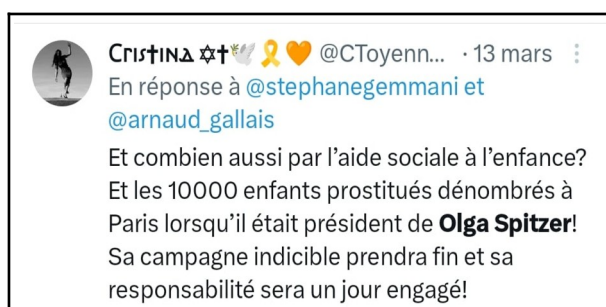 Cristina ✡✝🕊🎗🧡 @CToyenn... · 13 mars
En réponse à @stephanegemmani et
@arnaud_gallais
Et combien aussi par l’aide sociale à l’enfance?
Et les 10000 enfants prostitués dénombrés à
Paris lorsqu’il était président de Olga Spitzer!
Sa campagne indicible prendra fin et sa
responsabilité sera un jour engagé!